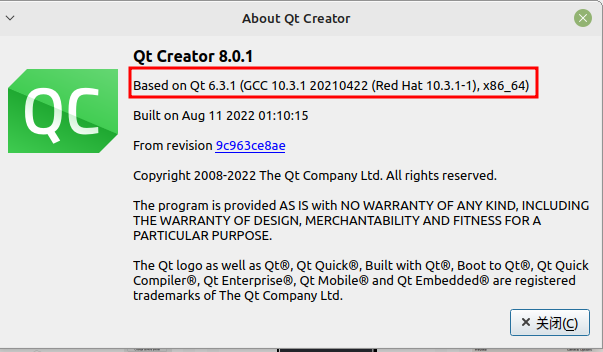 About Qt Creator
Qt Creator 8.0.1
QC
Based on Qt 6.3.1 (GCC 10.3.1 20210422 (Red Hat 10.3.1-1), x86_64)
Built on Aug 11 2022 01:10:15
From revision 9c963ce8ae
Copyright 2008-2022 The Qt Company Ltd. All rights reserved.
The program is provided AS IS with NO WARRANTY OF ANY KIND, INCLUDING
THE WARRANTY OF DESIGN, MERCHANTABILITY AND FITNESS FOR A
PARTICULAR PURPOSE.
The Qt logo as well as Qt®, Qt Quick®, Built with Qt®, Boot to Qt®, Qt Quick
Compiler®, Qt Enterprise®, Qt Mobile® and Qt Embedded® are registered
trademarks of The Qt Company Ltd.
关闭(C)